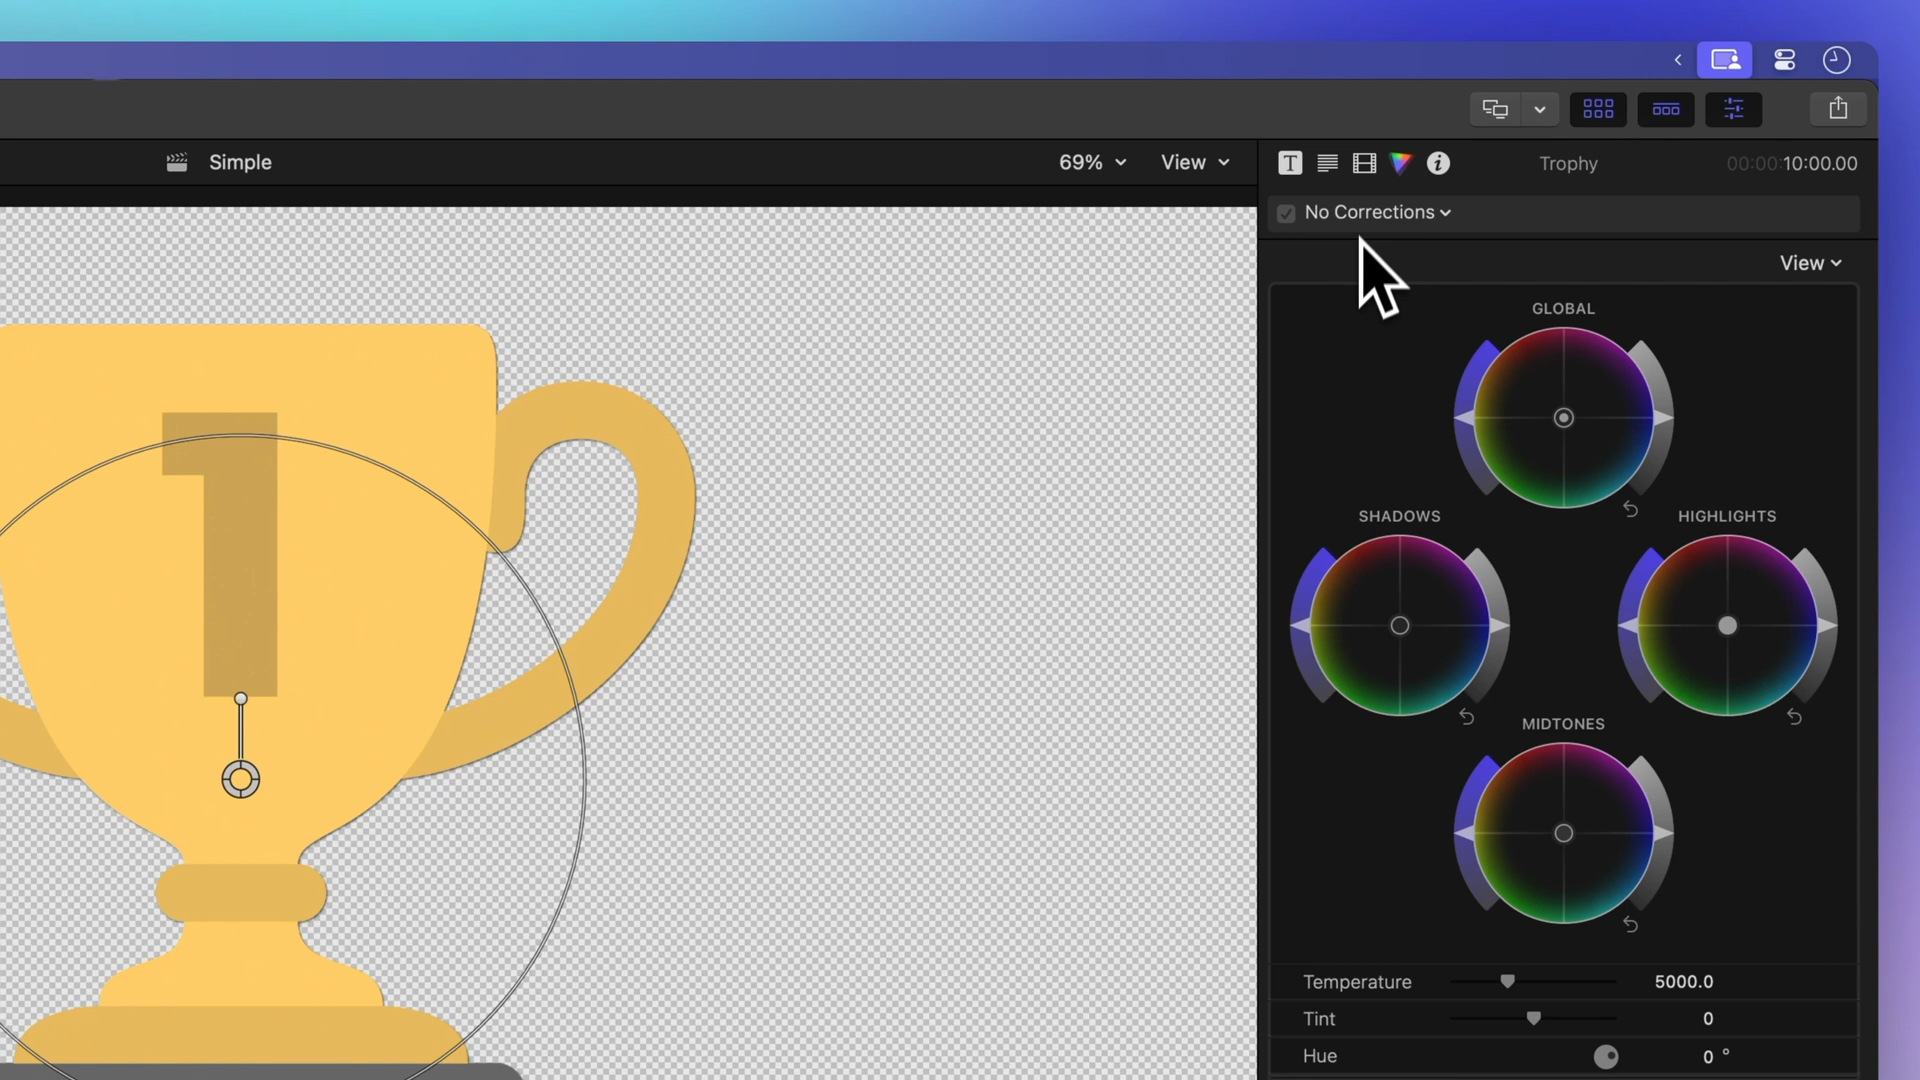 Simple
69%
View
T
i
Trophy
00:00:10:00.00
No Corrections
View
GLOBAL
SHADOWS
HIGHLIGHTS
MIDTONES
1
Temperature
5000.0
Tint
0
Hue
0 °